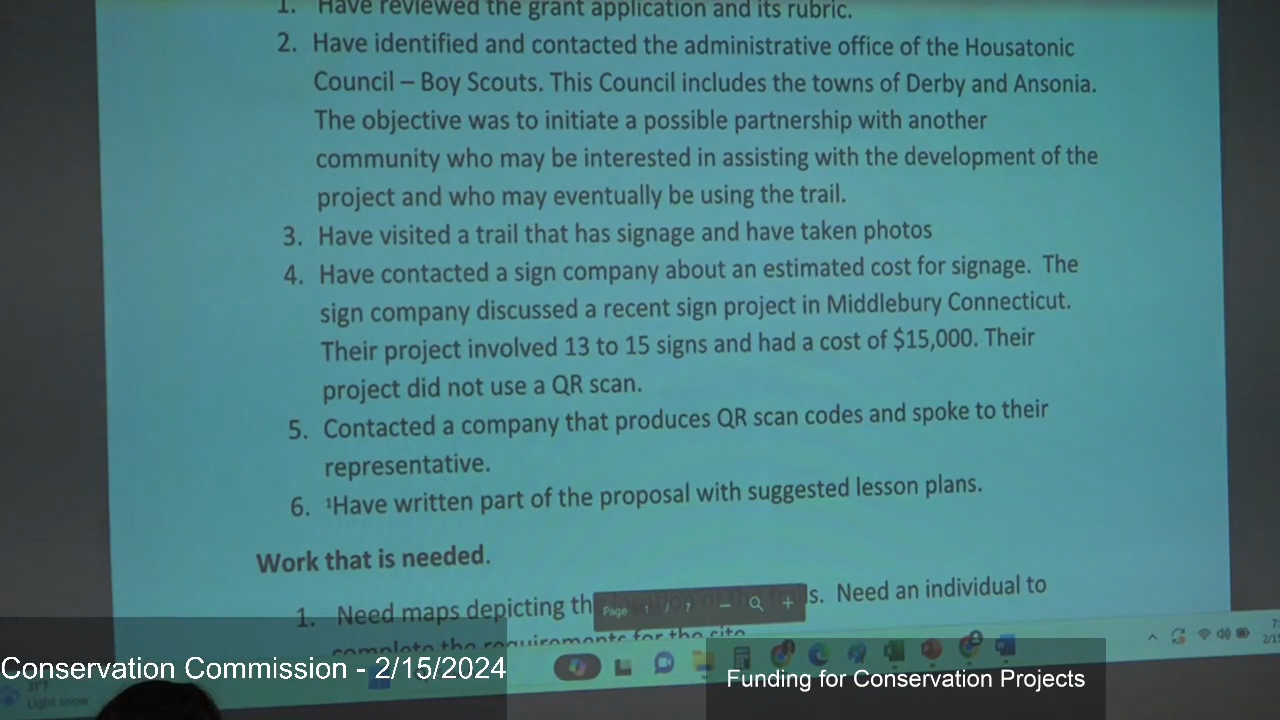 1. Have reviewed the grant application and its rubric.
2. Have identified and contacted the administrative office of the Housatonic
Council – Boy Scouts. This Council includes the towns of Derby and Ansonia.
The objective was to initiate a possible partnership with another
community who may be interested in assisting with the development of the
project and who may eventually be using the trail.
3. Have visited a trail that has signage and have taken photos
4. Have contacted a sign company about an estimated cost for signage. The
sign company discussed a recent sign project in Middlebury Connecticut.
Their project involved 13 to 15 signs and had a cost of $15,000. Their
project did not use a QR scan.
5. Contacted a company that produces QR scan codes and spoke to their
representative.
6. ¹Have written part of the proposal with suggested lesson plans.
Work that is needed.
1. Need maps depicting th s. Need an individual to
Page 1 / 7 − +
complete the requirements for the site
Conservation Commission - 2/15/2024
Funding for Conservation Projects
Light snow